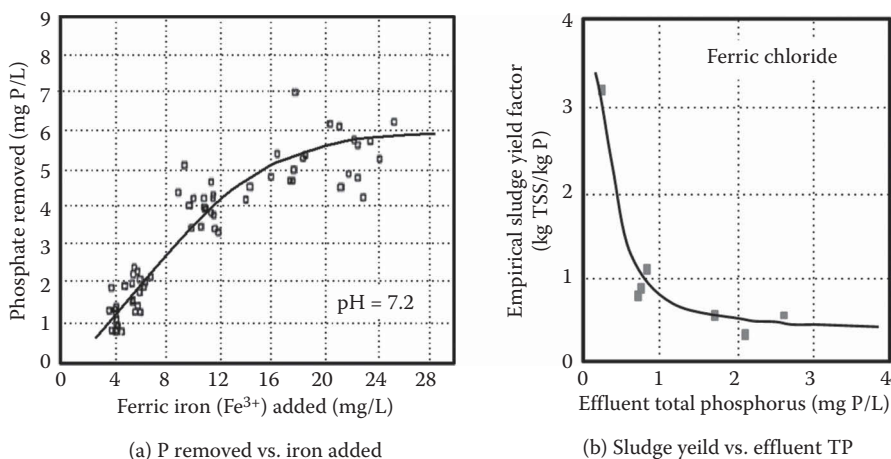 9
8
7
6
5
4
3
2
1
0
Phosphate removed (mg P/L)
pH = 7.2
0 4 8 12 16 20 24 28
Ferric iron (Fe³⁺) added (mg/L)
(a) P removed vs. iron added
4
3
2
1
0
Empirical sludge yield factor
(kg TSS/kg P)
Ferric chloride
0 1 2 3 4
Effluent total phosphorus (mg P/L)
(b) Sludge yeild vs. effluent TP